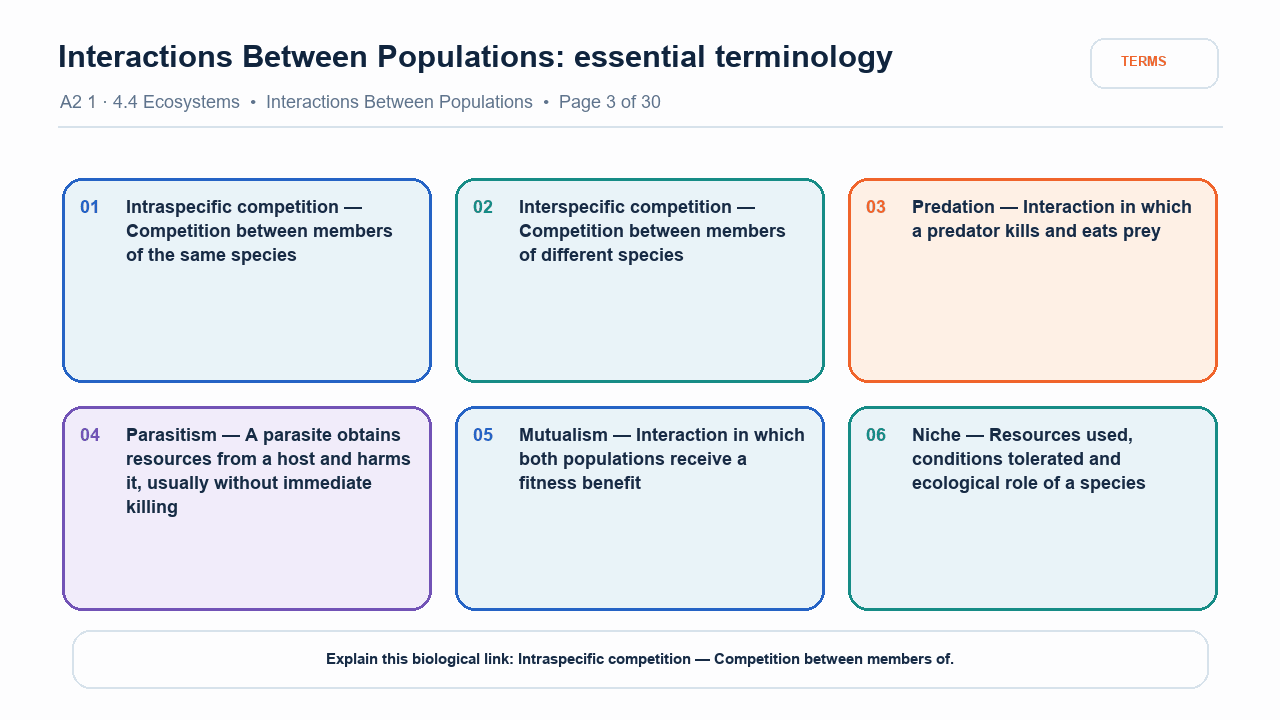 Interactions Between Populations: essential terminology
TERMS
A2 1 · 4.4 Ecosystems • Interactions Between Populations • Page 3 of 30
01 Intraspecific competition —
Competition between members
of the same species
02 Interspecific competition —
Competition between members
of different species
03 Predation — Interaction in which
a predator kills and eats prey
04 Parasitism — A parasite obtains
resources from a host and harms
it, usually without immediate
killing
05 Mutualism — Interaction in which
both populations receive a
fitness benefit
06 Niche — Resources used,
conditions tolerated and
ecological role of a species
Explain this biological link: Intraspecific competition — Competition between members of.